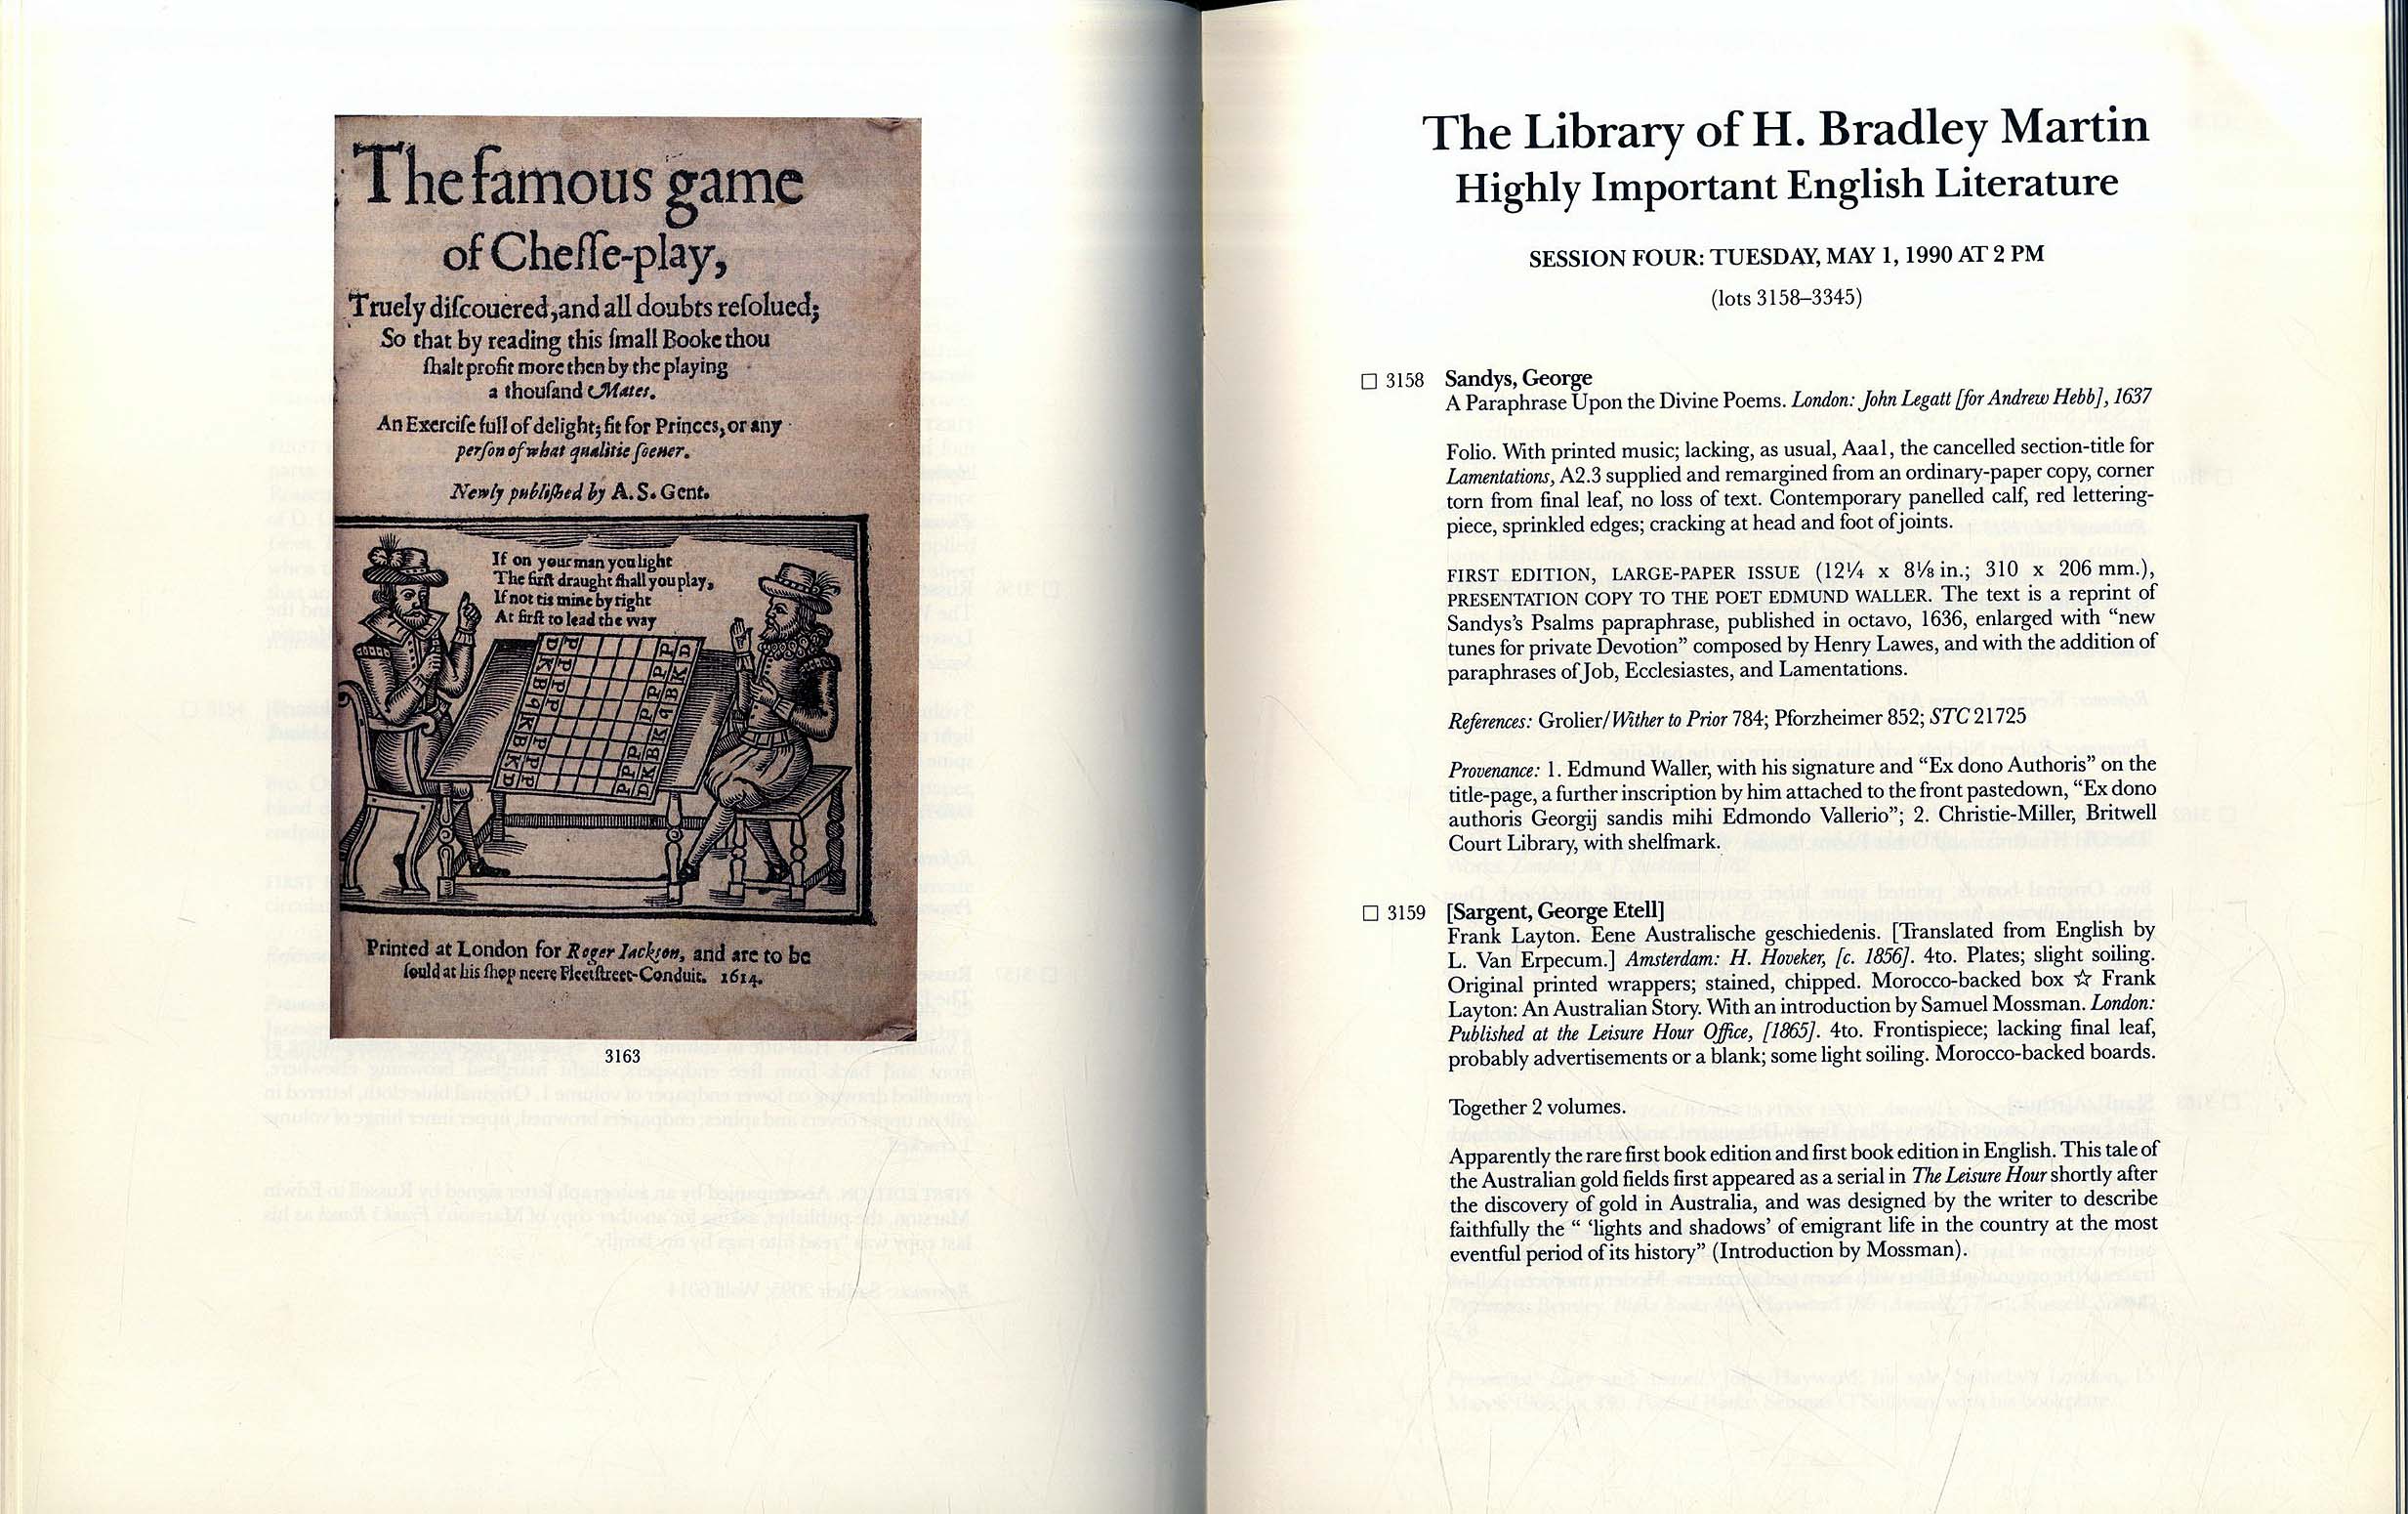 The famous game
of Chesse-play,
Truely discouered, and all doubts resolued;
So that by reading this small Booke thou
shalt profit more then by the playing
a thousand Mates.
An Exercise full of delight; fit for Princes, or any
person of what qualitie soeuer.
Newly published by A. S. Gent.
If on your man you light
The first draught shall you play,
If not tis mine by right
At first to lead the way
Printed at London for Roger Iackson, and are to be
sould at his shop neere Fleetstreet-Conduit. 1614.
3163
The Library of H. Bradley Martin
Highly Important English Literature
SESSION FOUR: TUESDAY, MAY 1, 1990 AT 2 PM
(lots 3158–3345)
□ 3158 Sandys, George
A Paraphrase Upon the Divine Poems. London: John Legatt [for Andrew Hebb], 1637
Folio. With printed music; lacking, as usual, Aaa1, the cancelled section-title for
Lamentations, A2.3 supplied and remargined from an ordinary-paper copy, corner
torn from final leaf, no loss of text. Contemporary panelled calf, red lettering-
piece, sprinkled edges; cracking at head and foot of joints.
FIRST EDITION, LARGE-PAPER ISSUE (12¼ x 8⅛ in.; 310 x 206 mm.),
PRESENTATION COPY TO THE POET EDMUND WALLER. The text is a reprint of
Sandys's Psalms papraphrase, published in octavo, 1636, enlarged with “new
tunes for private Devotion” composed by Henry Lawes, and with the addition of
paraphrases of Job, Ecclesiastes, and Lamentations.
References: Grolier/Wither to Prior 784; Pforzheimer 852; STC 21725
Provenance: 1. Edmund Waller, with his signature and “Ex dono Authoris” on the
title-page, a further inscription by him attached to the front pastedown, “Ex dono
authoris Georgij sandis mihi Edmondo Vallerio”; 2. Christie-Miller, Britwell
Court Library, with shelfmark.
□ 3159 [Sargent, George Etell]
Frank Layton. Eene Australische geschiedenis. [Translated from English by
L. Van Erpecum.] Amsterdam: H. Hoveker, [c. 1856]. 4to. Plates; slight soiling.
Original printed wrappers; stained, chipped. Morocco-backed box ☆ Frank
Layton: An Australian Story. With an introduction by Samuel Mossman. London:
Published at the Leisure Hour Office, [1865]. 4to. Frontispiece; lacking final leaf,
probably advertisements or a blank; some light soiling. Morocco-backed boards.
Together 2 volumes.
Apparently the rare first book edition and first book edition in English. This tale of
the Australian gold fields first appeared as a serial in The Leisure Hour shortly after
the discovery of gold in Australia, and was designed by the writer to describe
faithfully the “ ‘lights and shadows’ of emigrant life in the country at the most
eventful period of its history” (Introduction by Mossman).